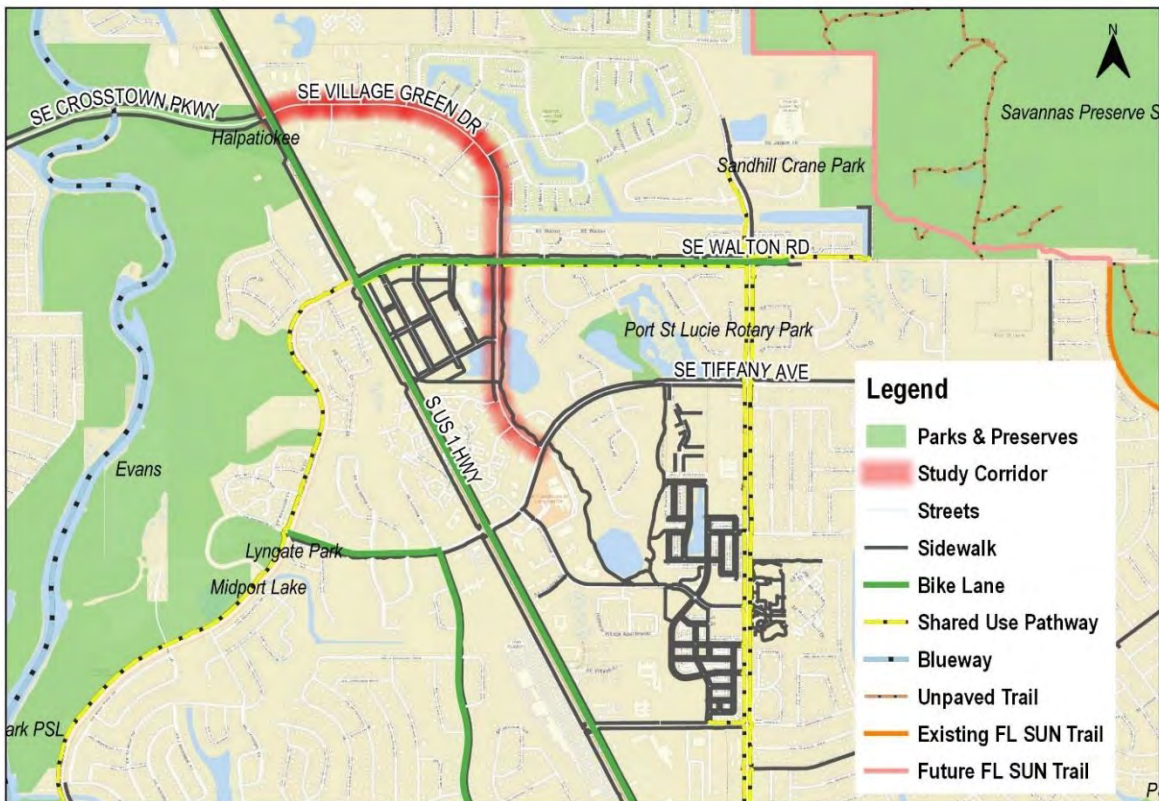 N
SE CROSSTOWN PKWY
SE VILLAGE GREEN DR
Halpatiokee
Savannas Preserve S
Sandhill Crane Park
SE WALTON RD
Port St Lucie Rotary Park
SE TIFFANY AVE
S US 1 HWY
Evans
Lyngate Park
Midport Lake
ark PSL
Legend
Parks & Preserves
Study Corridor
Streets
Sidewalk
Bike Lane
Shared Use Pathway
Blueway
Unpaved Trail
Existing FL SUN Trail
Future FL SUN Trail